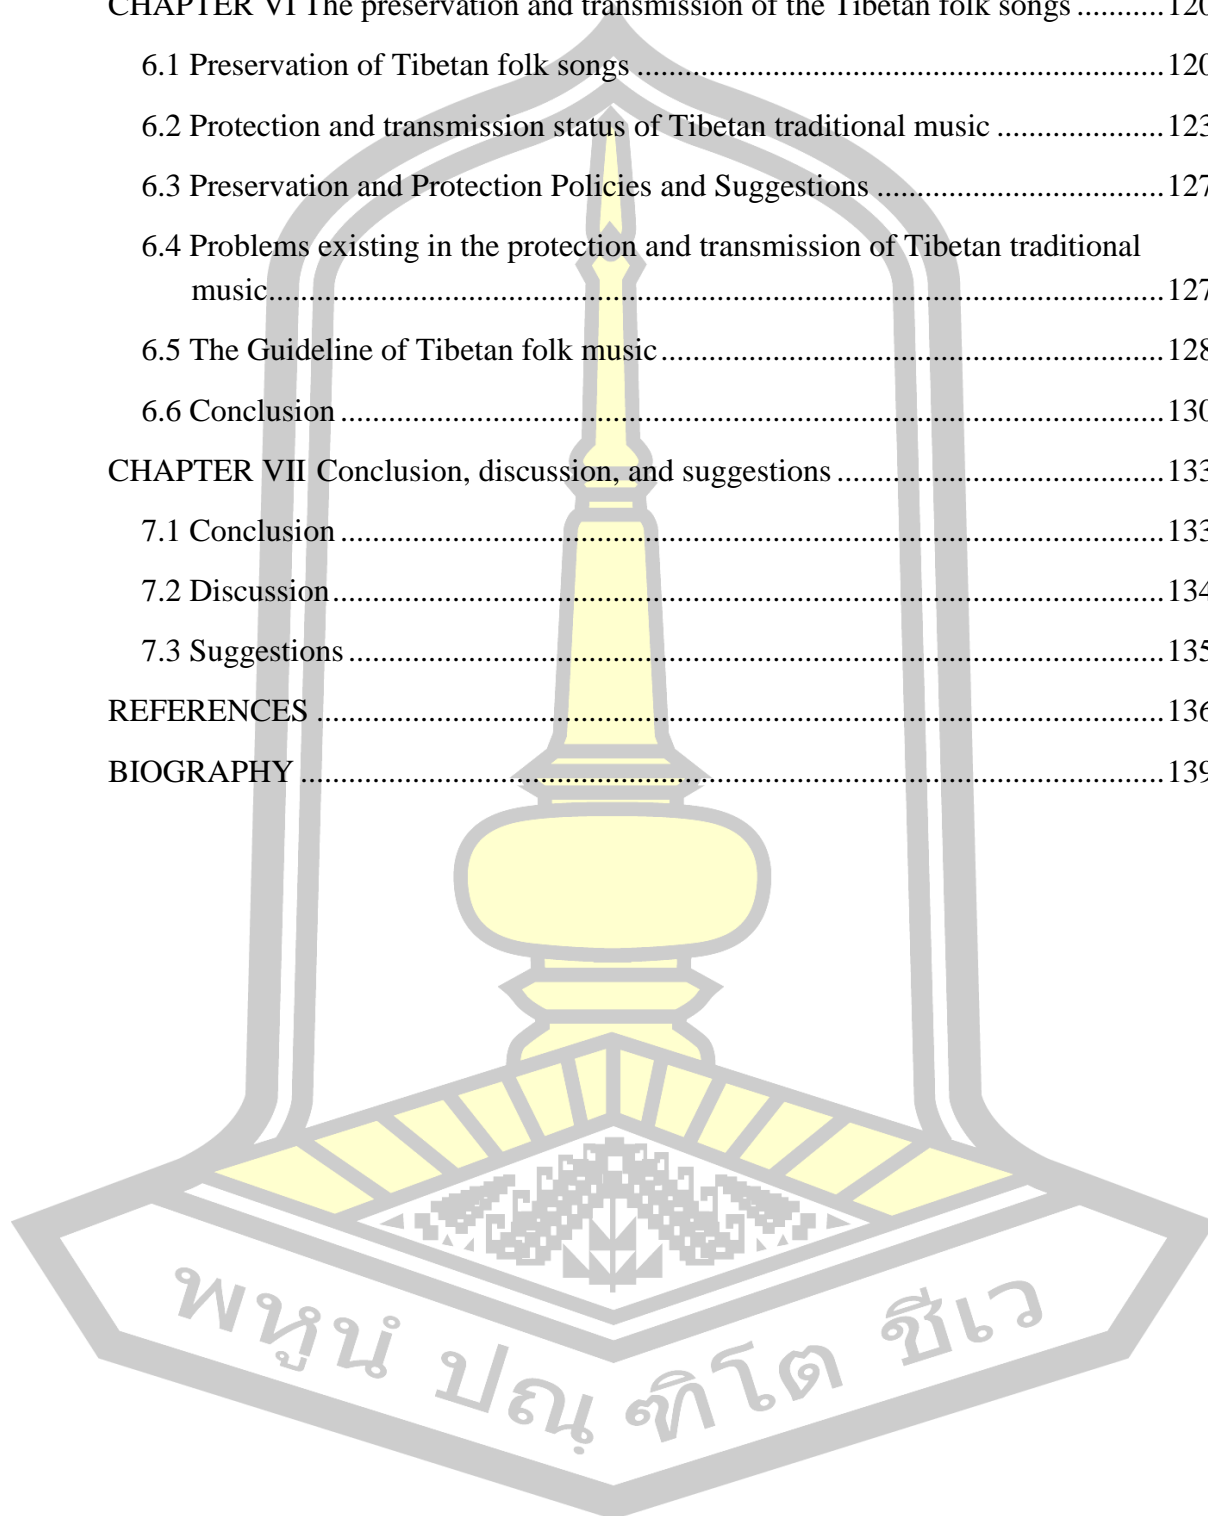 CHAPTER VI The preservation and transmission of the Tibetan folk songs ..........120
6.1 Preservation of Tibetan folk songs ..........120
6.2 Protection and transmission status of Tibetan traditional music ..........123
6.3 Preservation and Protection Policies and Suggestions ..........127
6.4 Problems existing in the protection and transmission of Tibetan traditional
music..........127
6.5 The Guideline of Tibetan folk music..........128
6.6 Conclusion ..........130
CHAPTER VII Conclusion, discussion, and suggestions ..........133
7.1 Conclusion ..........133
7.2 Discussion..........134
7.3 Suggestions ..........135
REFERENCES ..........136
BIOGRAPHY ..........139
พหูนํ ปณฺฑิโต ชีเว